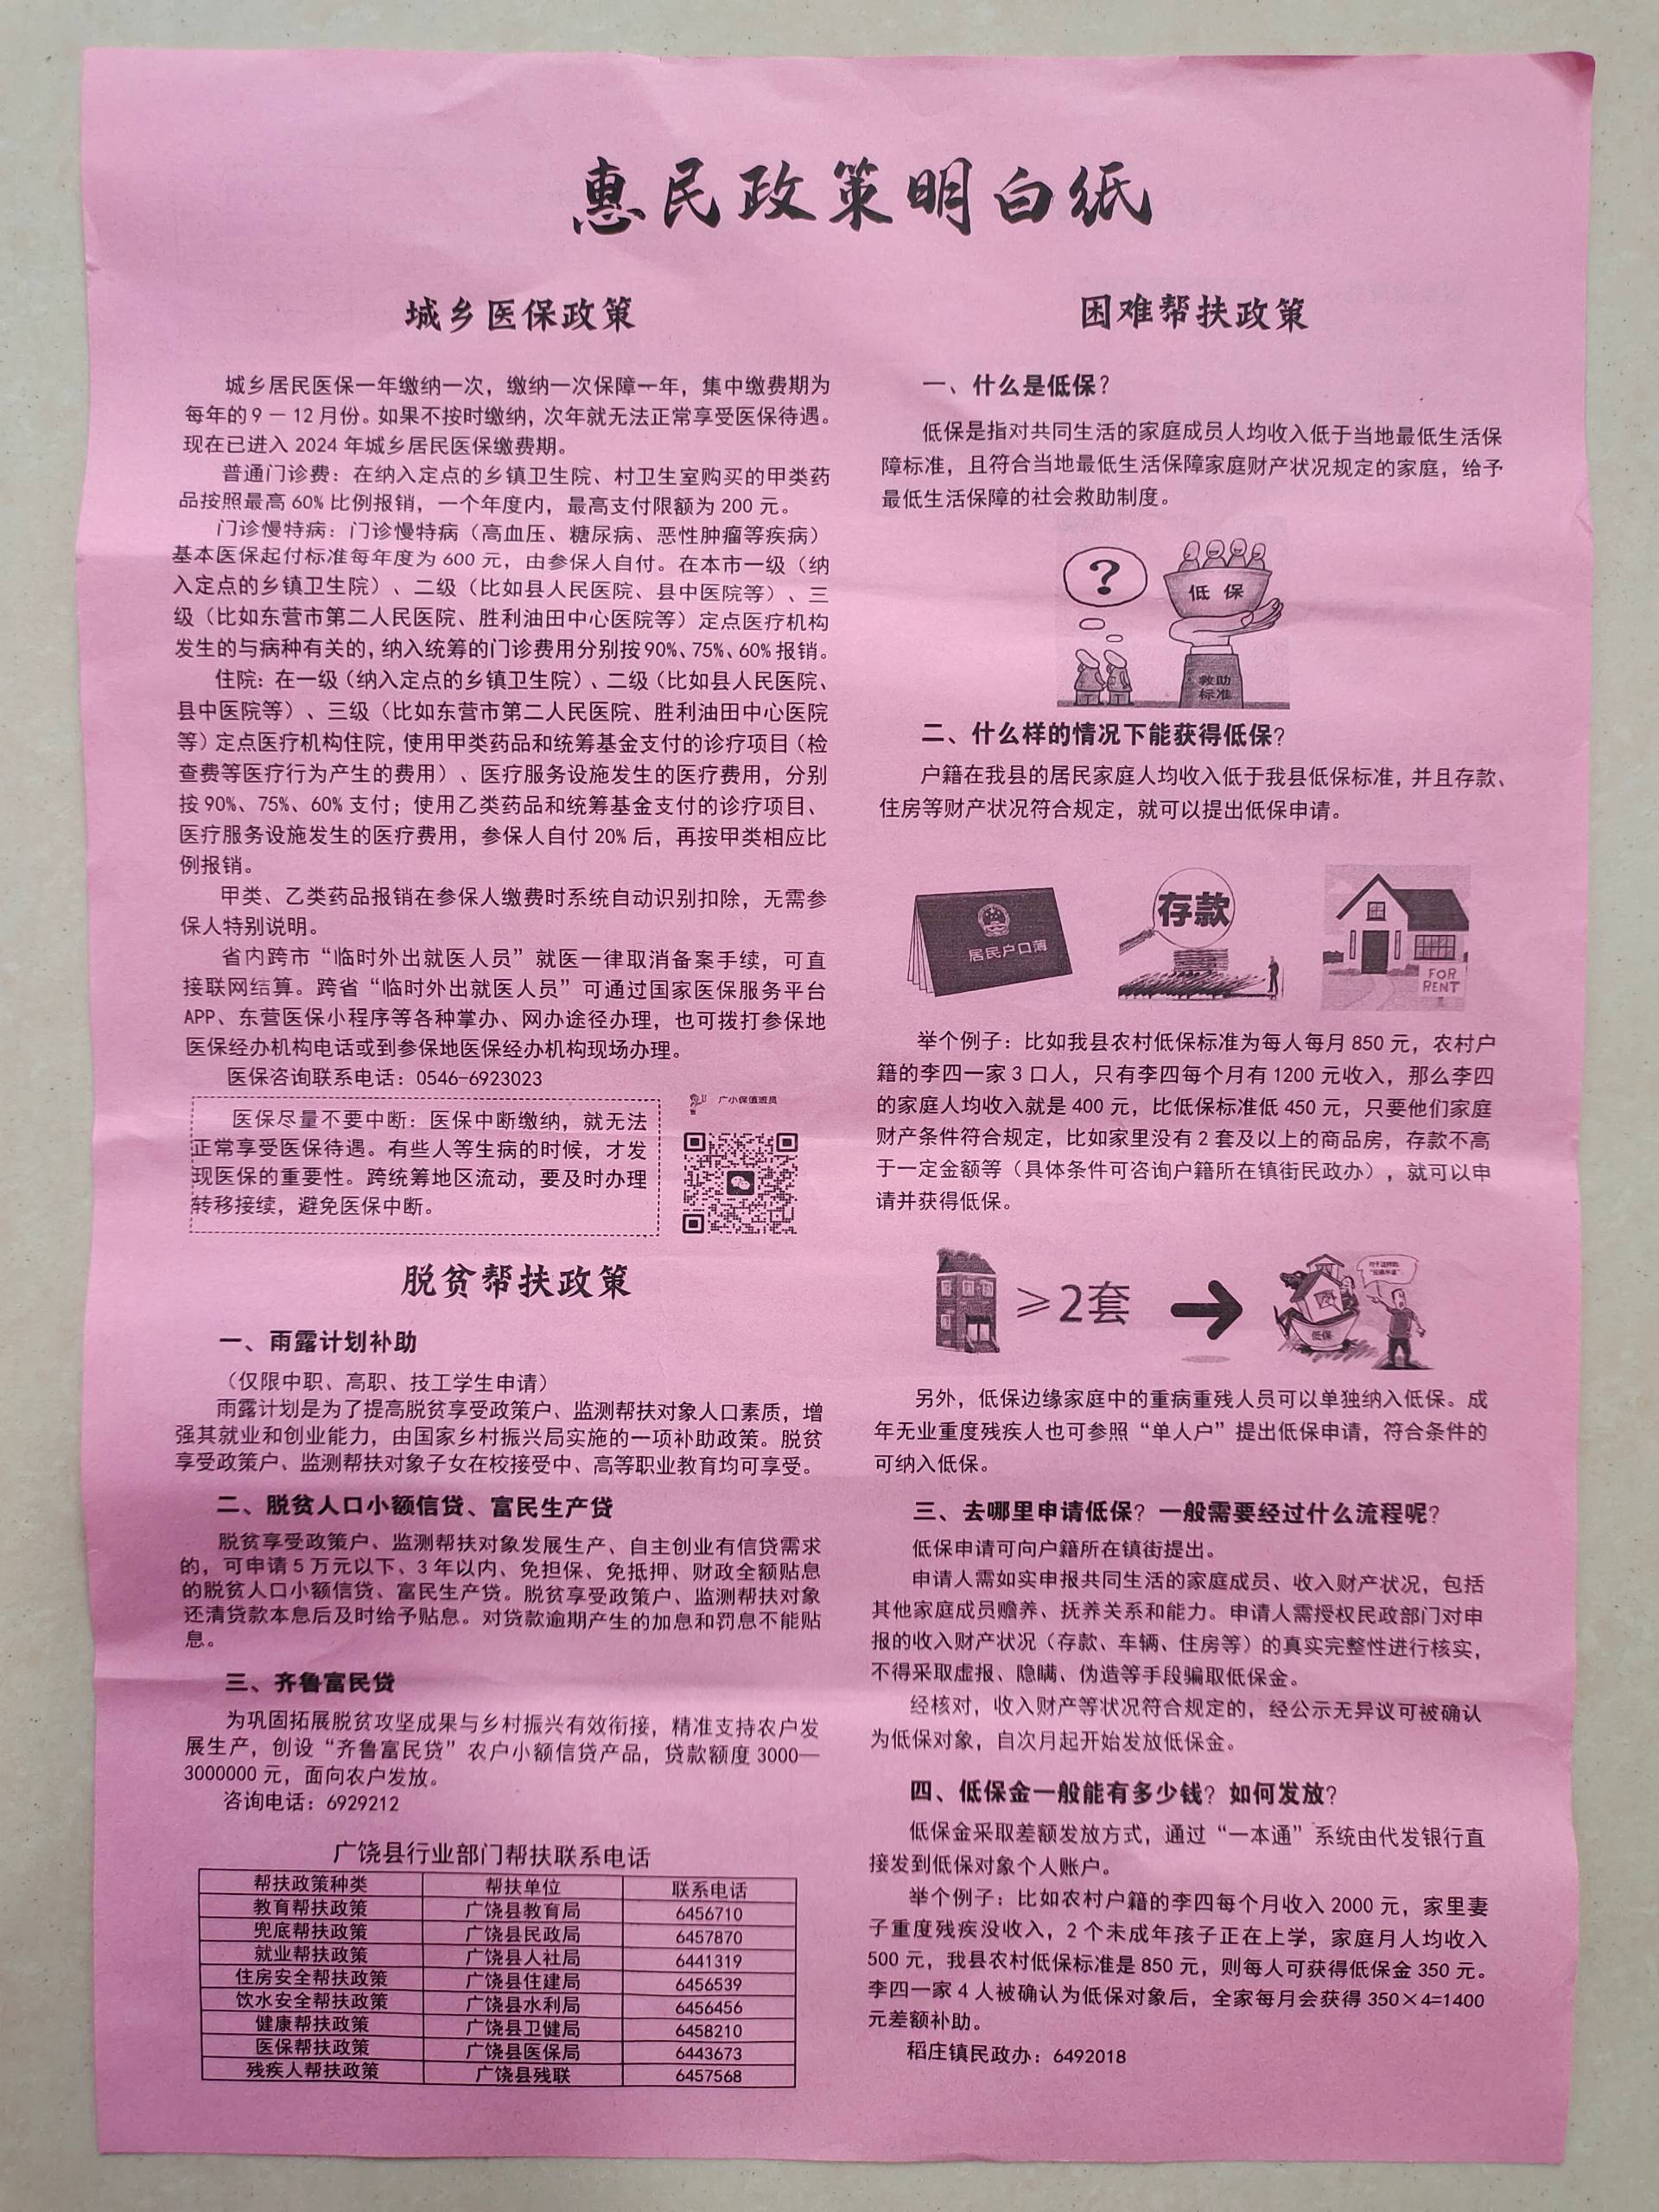 惠民政策明白纸
城乡医保政策
城乡居民医保一年缴纳一次，缴纳一次保障一年，集中缴费期为
每年的9－12月份。如果不按时缴纳，次年就无法正常享受医保待遇。
现在已进入2024年城乡居民医保缴费期。
普通门诊费：在纳入定点的乡镇卫生院、村卫生室购买的甲类药
品按照最高60%比例报销，一个年度内，最高支付限额为200元。
门诊慢特病：门诊慢特病（高血压、糖尿病、恶性肿瘤等疾病）
基本医保起付标准每年度为600元，由参保人自付。在本市一级（纳
入定点的乡镇卫生院）、二级（比如县人民医院、县中医院等）、三
级（比如东营市第二人民医院、胜利油田中心医院等）定点医疗机构
发生的与病种有关的，纳入统筹的门诊费用分别按90%、75%、60%报销。
住院：在一级（纳入定点的乡镇卫生院）、二级（比如县人民医院、
县中医院等）、三级（比如东营市第二人民医院、胜利油田中心医院
等）定点医疗机构住院，使用甲类药品和统筹基金支付的诊疗项目（检
查费等医疗行为产生的费用）、医疗服务设施发生的医疗费用，分别
按90%、75%、60%支付；使用乙类药品和统筹基金支付的诊疗项目、
医疗服务设施发生的医疗费用，参保人自付20%后，再按甲类相应比
例报销。
甲类、乙类药品报销在参保人缴费时系统自动识别扣除，无需参
保人特别说明。
省内跨市“临时外出就医人员”就医一律取消备案手续，可直
接联网结算。跨省“临时外出就医人员”可通过国家医保服务平台
APP、东营医保小程序等各种掌办、网办途径办理，也可拨打参保地
医保经办机构电话或到参保地医保经办机构现场办理。
医保咨询联系电话：0546-6923023
医保尽量不要中断：医保中断缴纳，就无法
正常享受医保待遇。有些人等生病的时候，才发
现医保的重要性。跨统筹地区流动，要及时办理
转移接续，避免医保中断。
广小保值班员
脱贫帮扶政策
一、雨露计划补助
（仅限中职、高职、技工学生申请）
雨露计划是为了提高脱贫享受政策户、监测帮扶对象人口素质，增
强其就业和创业能力，由国家乡村振兴局实施的一项补助政策。脱贫
享受政策户、监测帮扶对象子女在校接受中、高等职业教育均可享受。
二、脱贫人口小额信贷、富民生产贷
脱贫享受政策户、监测帮扶对象发展生产、自主创业有信贷需求
的，可申请5万元以下、3年以内、免担保、免抵押、财政全额贴息
的脱贫人口小额信贷、富民生产贷。脱贫享受政策户、监测帮扶对象
还清贷款本息后及时给予贴息。对贷款逾期产生的加息和罚息不能贴
息。
三、齐鲁富民贷
为巩固拓展脱贫攻坚成果与乡村振兴有效衔接，精准支持农户发
展生产，创设“齐鲁富民贷”农户小额信贷产品，贷款额度3000—
3000000元，面向农户发放。
咨询电话：6929212
广饶县行业部门帮扶联系电话
帮扶政策种类 帮扶单位 联系电话
教育帮扶政策 广饶县教育局 6456710
兜底帮扶政策 广饶县民政局 6457870
就业帮扶政策 广饶县人社局 6441319
住房安全帮扶政策 广饶县住建局 6456539
饮水安全帮扶政策 广饶县水利局 6456456
健康帮扶政策 广饶县卫健局 6458210
医保帮扶政策 广饶县医保局 6443673
残疾人帮扶政策 广饶县残联 6457568
困难帮扶政策
一、什么是低保？
低保是指对共同生活的家庭成员人均收入低于当地最低生活保
障标准，且符合当地最低生活保障家庭财产状况规定的家庭，给予
最低生活保障的社会救助制度。
?
低 保
救助
标准
二、什么样的情况下能获得低保？
户籍在我县的居民家庭人均收入低于我县低保标准，并且存款、
住房等财产状况符合规定，就可以提出低保申请。
居民户口薄
存款
FOR
RENT
举个例子：比如我县农村低保标准为每人每月850元，农村户
籍的李四一家3口人，只有李四每个月有1200元收入，那么李四
的家庭人均收入就是400元，比低保标准低450元，只要他们家庭
财产条件符合规定，比如家里没有2套及以上的商品房，存款不高
于一定金额等（具体条件可咨询户籍所在镇街民政办），就可以申
请并获得低保。
≥2套
低保
另外，低保边缘家庭中的重病重残人员可以单独纳入低保。成
年无业重度残疾人也可参照“单人户”提出低保申请，符合条件的
可纳入低保。
三、去哪里申请低保？一般需要经过什么流程呢？
低保申请可向户籍所在镇街提出。
申请人需如实申报共同生活的家庭成员、收入财产状况，包括
其他家庭成员赡养、抚养关系和能力。申请人需授权民政部门对申
报的收入财产状况（存款、车辆、住房等）的真实完整性进行核实，
不得采取虚报、隐瞒、伪造等手段骗取低保金。
经核对，收入财产等状况符合规定的，经公示无异议可被确认
为低保对象，自次月起开始发放低保金。
四、低保金一般能有多少钱？如何发放？
低保金采取差额发放方式，通过“一本通”系统由代发银行直
接发到低保对象个人账户。
举个例子：比如农村户籍的李四每个月收入2000元，家里妻
子重度残疾没收入，2个未成年孩子正在上学，家庭月人均收入
500元，我县农村低保标准是850元，则每人可获得低保金350元。
李四一家4人被确认为低保对象后，全家每月会获得350×4=1400
元差额补助。
稻庄镇民政办：6492018